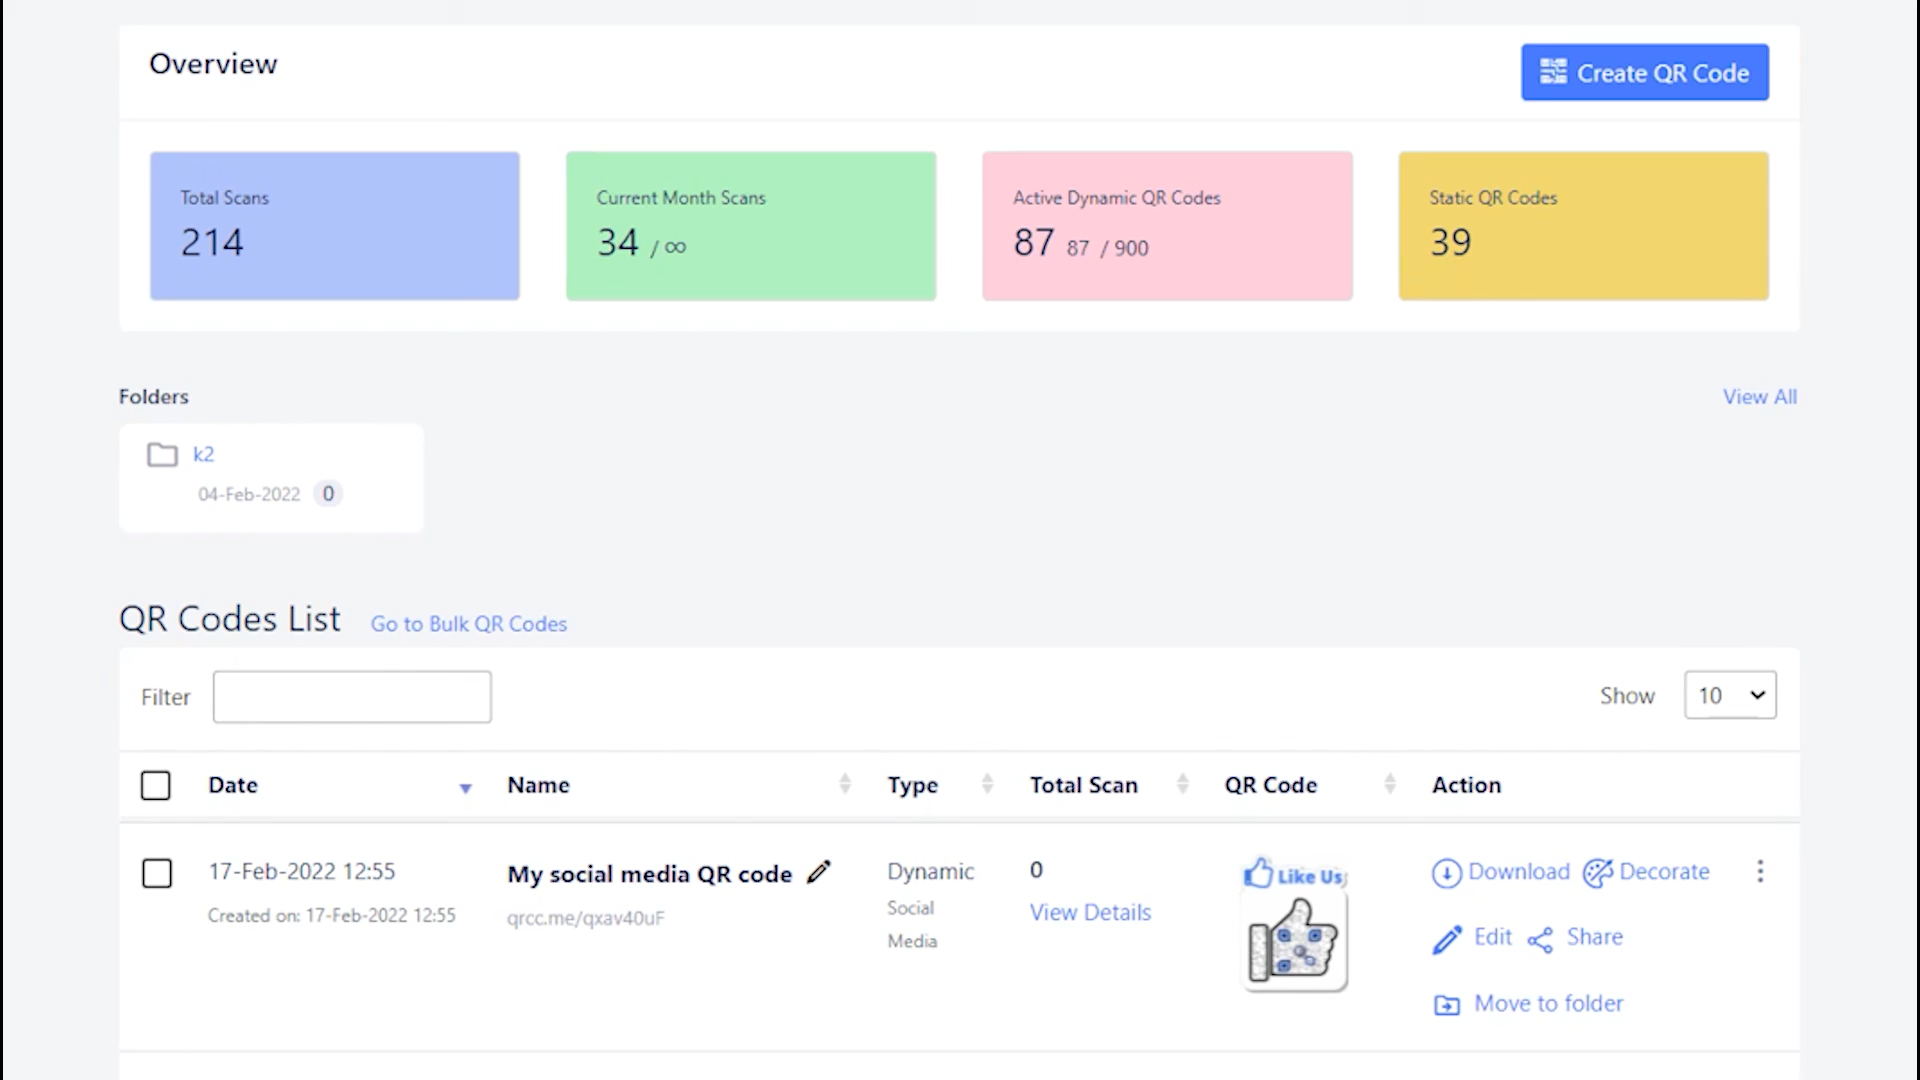 Overview
Create QR Code
Total Scans
214
Current Month Scans
34 / ∞
Active Dynamic QR Codes
87 87 / 900
Static QR Codes
39
Folders
View All
k2
04-Feb-2022 0
QR Codes List Go to Bulk QR Codes
Filter
Show 10
Date Name Type Total Scan QR Code Action
17-Feb-2022 12:55
Created on: 17-Feb-2022 12:55
My social media QR code
qrcc.me/qxav40uF
Dynamic
Social
Media
0
View Details
Like Us
Download Decorate
Edit Share
Move to folder